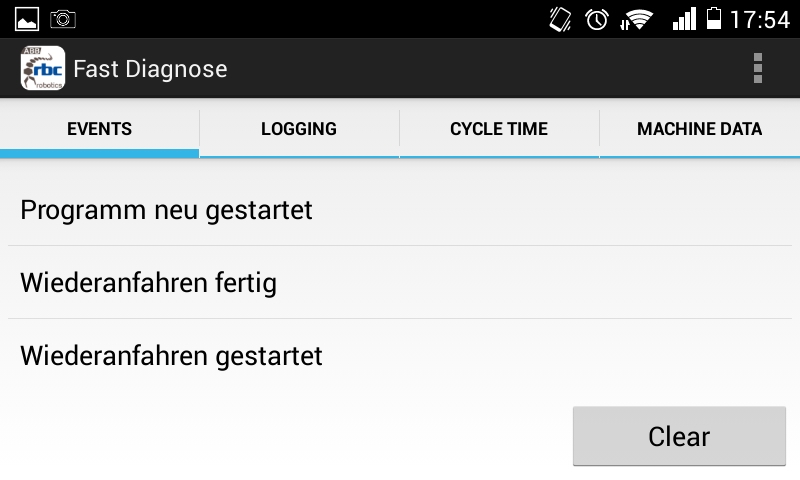 17:54
ABB
rbc
robotics
Fast Diagnose
EVENTS
LOGGING
CYCLE TIME
MACHINE DATA
Programm neu gestartet
Wiederanfahren fertig
Wiederanfahren gestartet
Clear